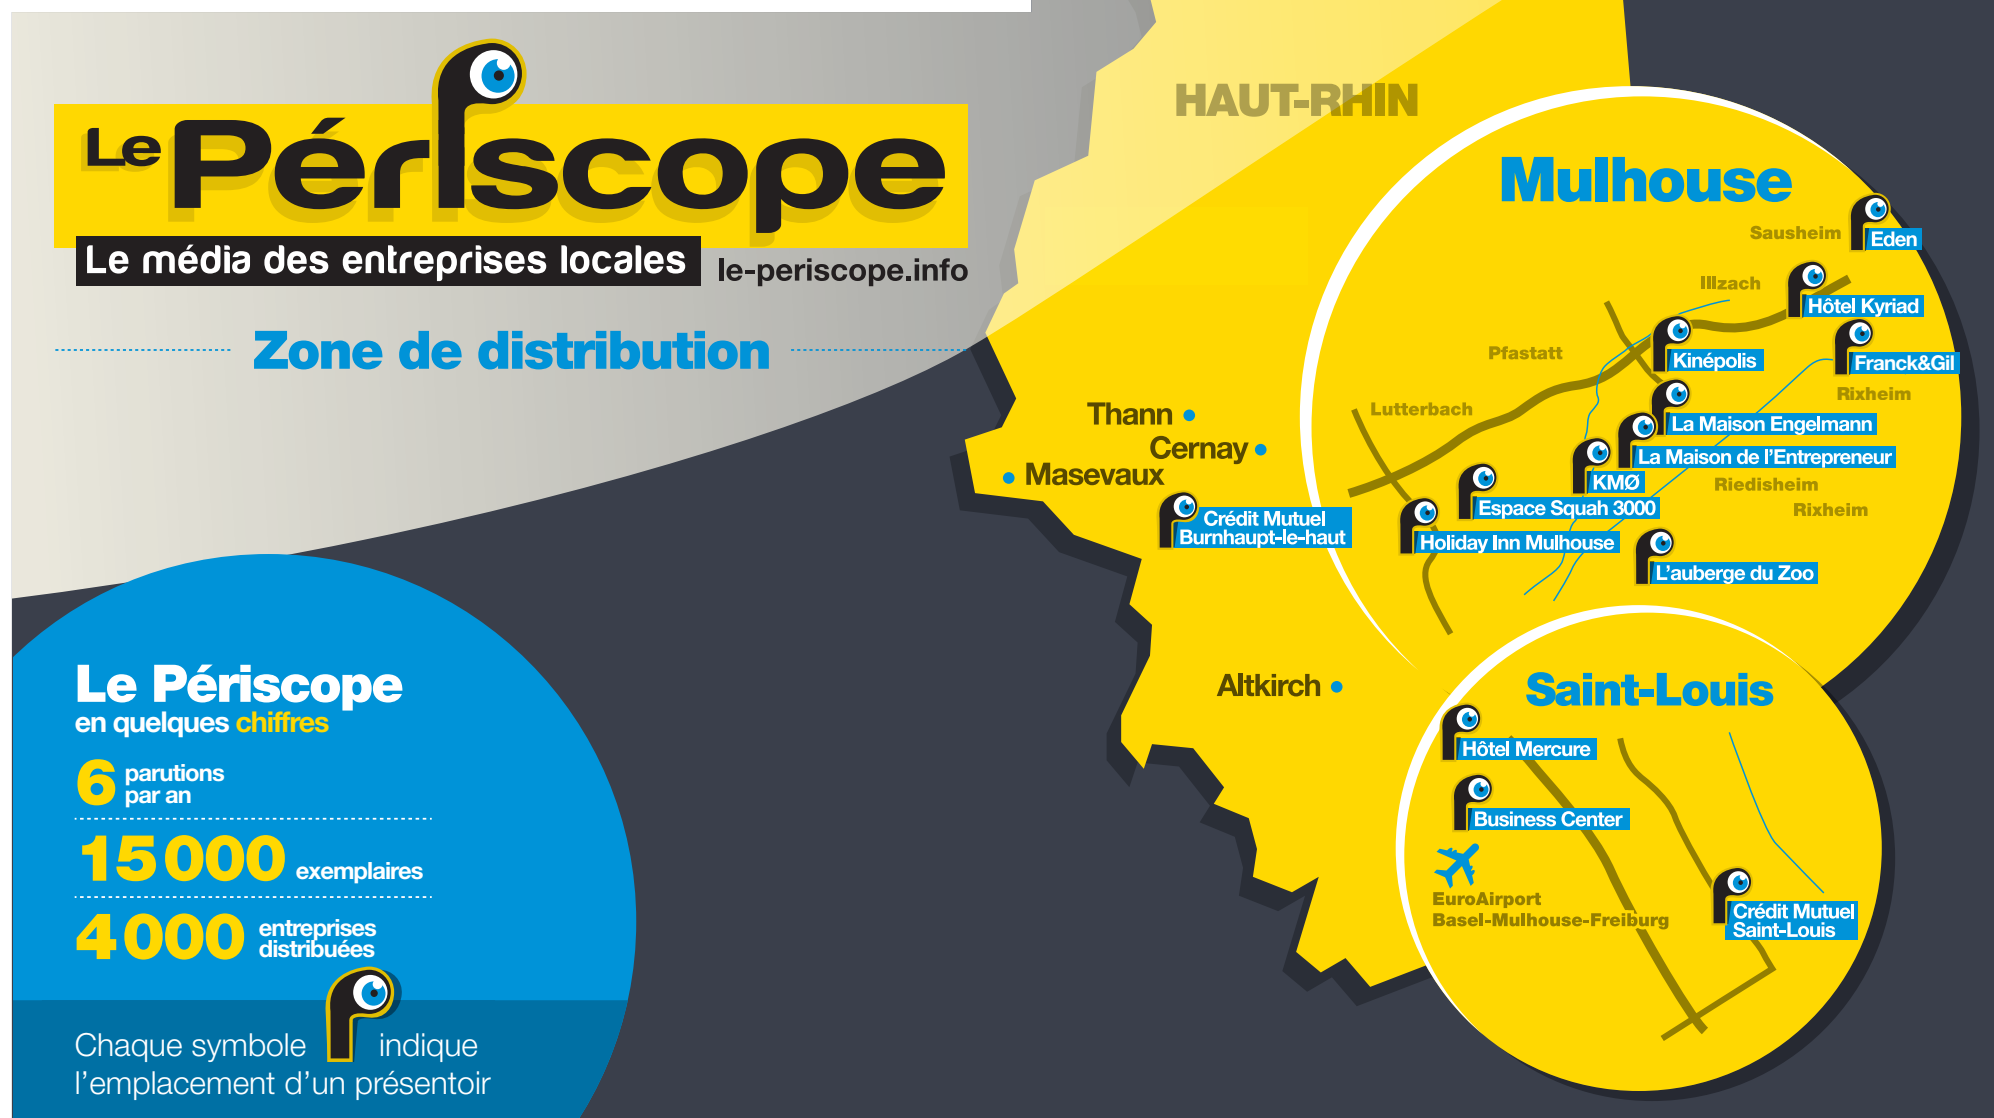 Le Périscope
Le média des entreprises locales
le-periscope.info
Zone de distribution
Le Périscope
en quelques chiffres
6 parutions
par an
15 000 exemplaires
4 000 entreprises
distribuées
Chaque symbole indique
l'emplacement d'un présentoir
HAUT-RHIN
Thann
Cernay
Masevaux
Crédit Mutuel
Burnhaupt-le-haut
Altkirch
Mulhouse
Sausheim
Eden
Illzach
Hôtel Kyriad
Pfastatt
Kinépolis
Franck&Gil
Rixheim
Lutterbach
La Maison Engelmann
La Maison de l'Entrepreneur
KMØ
Riedisheim
Espace Squah 3000
Rixheim
Holiday Inn Mulhouse
L'auberge du Zoo
Saint-Louis
Hôtel Mercure
Business Center
EuroAirport
Basel-Mulhouse-Freiburg
Crédit Mutuel
Saint-Louis